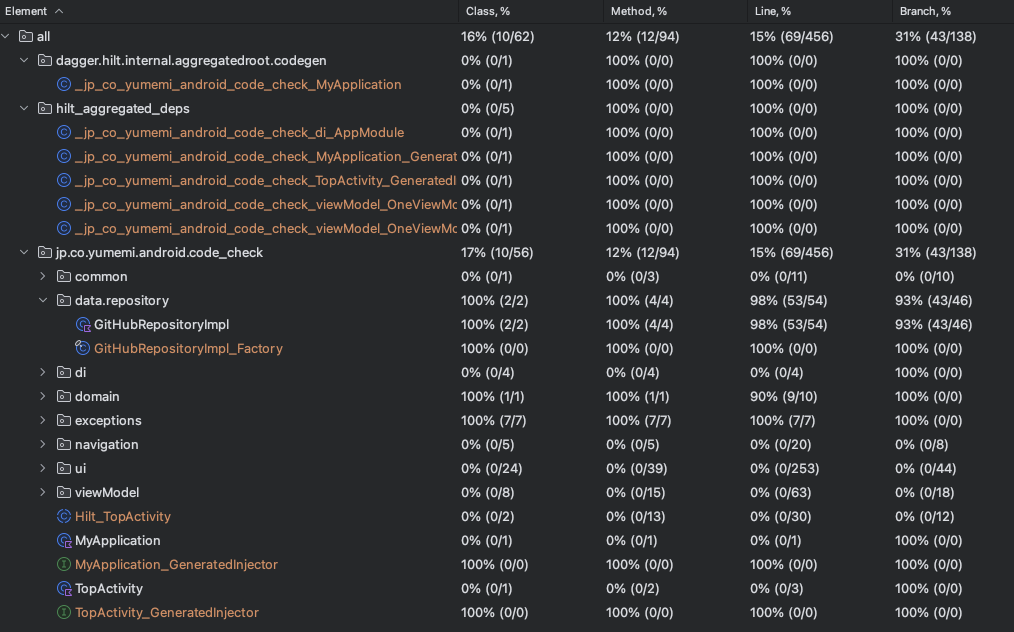 Element Class, % Method, % Line, % Branch, %
all 16% (10/62) 12% (12/94) 15% (69/456) 31% (43/138)
dagger.hilt.internal.aggregatedroot.codegen 0% (0/1) 100% (0/0) 100% (0/0) 100% (0/0)
_jp_co_yumemi_android_code_check_MyApplication 0% (0/1) 100% (0/0) 100% (0/0) 100% (0/0)
hilt_aggregated_deps 0% (0/5) 100% (0/0) 100% (0/0) 100% (0/0)
_jp_co_yumemi_android_code_check_di_AppModule 0% (0/1) 100% (0/0) 100% (0/0) 100% (0/0)
_jp_co_yumemi_android_code_check_MyApplication_Generat 0% (0/1) 100% (0/0) 100% (0/0) 100% (0/0)
_jp_co_yumemi_android_code_check_TopActivity_GeneratedI 0% (0/1) 100% (0/0) 100% (0/0) 100% (0/0)
_jp_co_yumemi_android_code_check_viewModel_OneViewMo 0% (0/1) 100% (0/0) 100% (0/0) 100% (0/0)
_jp_co_yumemi_android_code_check_viewModel_OneViewMo 0% (0/1) 100% (0/0) 100% (0/0) 100% (0/0)
jp.co.yumemi.android.code_check 17% (10/56) 12% (12/94) 15% (69/456) 31% (43/138)
common 0% (0/1) 0% (0/3) 0% (0/11) 0% (0/10)
data.repository 100% (2/2) 100% (4/4) 98% (53/54) 93% (43/46)
GitHubRepositoryImpl 100% (2/2) 100% (4/4) 98% (53/54) 93% (43/46)
GitHubRepositoryImpl_Factory 100% (0/0) 100% (0/0) 100% (0/0) 100% (0/0)
di 0% (0/4) 0% (0/4) 0% (0/4) 100% (0/0)
domain 100% (1/1) 100% (1/1) 90% (9/10) 100% (0/0)
exceptions 100% (7/7) 100% (7/7) 100% (7/7) 100% (0/0)
navigation 0% (0/5) 0% (0/5) 0% (0/20) 0% (0/8)
ui 0% (0/24) 0% (0/39) 0% (0/253) 0% (0/44)
viewModel 0% (0/8) 0% (0/15) 0% (0/63) 0% (0/18)
Hilt_TopActivity 0% (0/2) 0% (0/13) 0% (0/30) 0% (0/12)
MyApplication 0% (0/1) 0% (0/1) 0% (0/1) 100% (0/0)
MyApplication_GeneratedInjector 100% (0/0) 100% (0/0) 100% (0/0) 100% (0/0)
TopActivity 0% (0/1) 0% (0/2) 0% (0/3) 100% (0/0)
TopActivity_GeneratedInjector 100% (0/0) 100% (0/0) 100% (0/0) 100% (0/0)